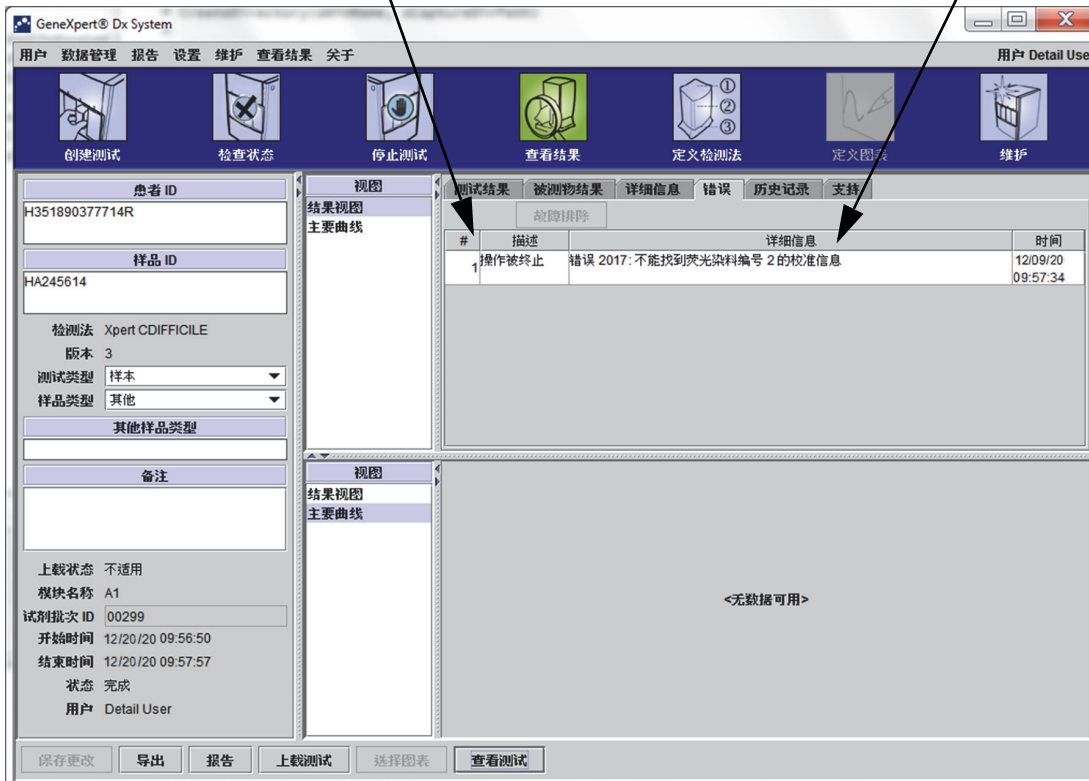 GeneXpert® Dx System
用户 数据管理 报告 设置 维护 查看结果 关于
用户 Detail Use
创建测试 检查状态 停止测试 查看结果 定义检测法 定义图表 维护
① ② ③
患者 ID
H351890377714R
样品 ID
HA245614
检测法 Xpert CDIFFICILE
版本 3
测试类型 样本
样品类型 其他
其他样品类型
备注
上载状态 不适用
模块名称 A1
试剂批次 ID 00299
开始时间 12/20/20 09:56:50
结束时间 12/20/20 09:57:57
状态 完成
用户 Detail User
视图
结果视图
主要曲线
测试结果 被测物结果 详细信息 错误 历史记录 支持
故障排除
# 描述 详细信息 时间
1 操作被终止 错误 2017: 不能找到荧光染料编号 2 的校准信息 12/09/20
09:57:34
视图
结果视图
主要曲线
<无数据可用>
保存更改 导出 报告 上载测试 选择图表 查看测试